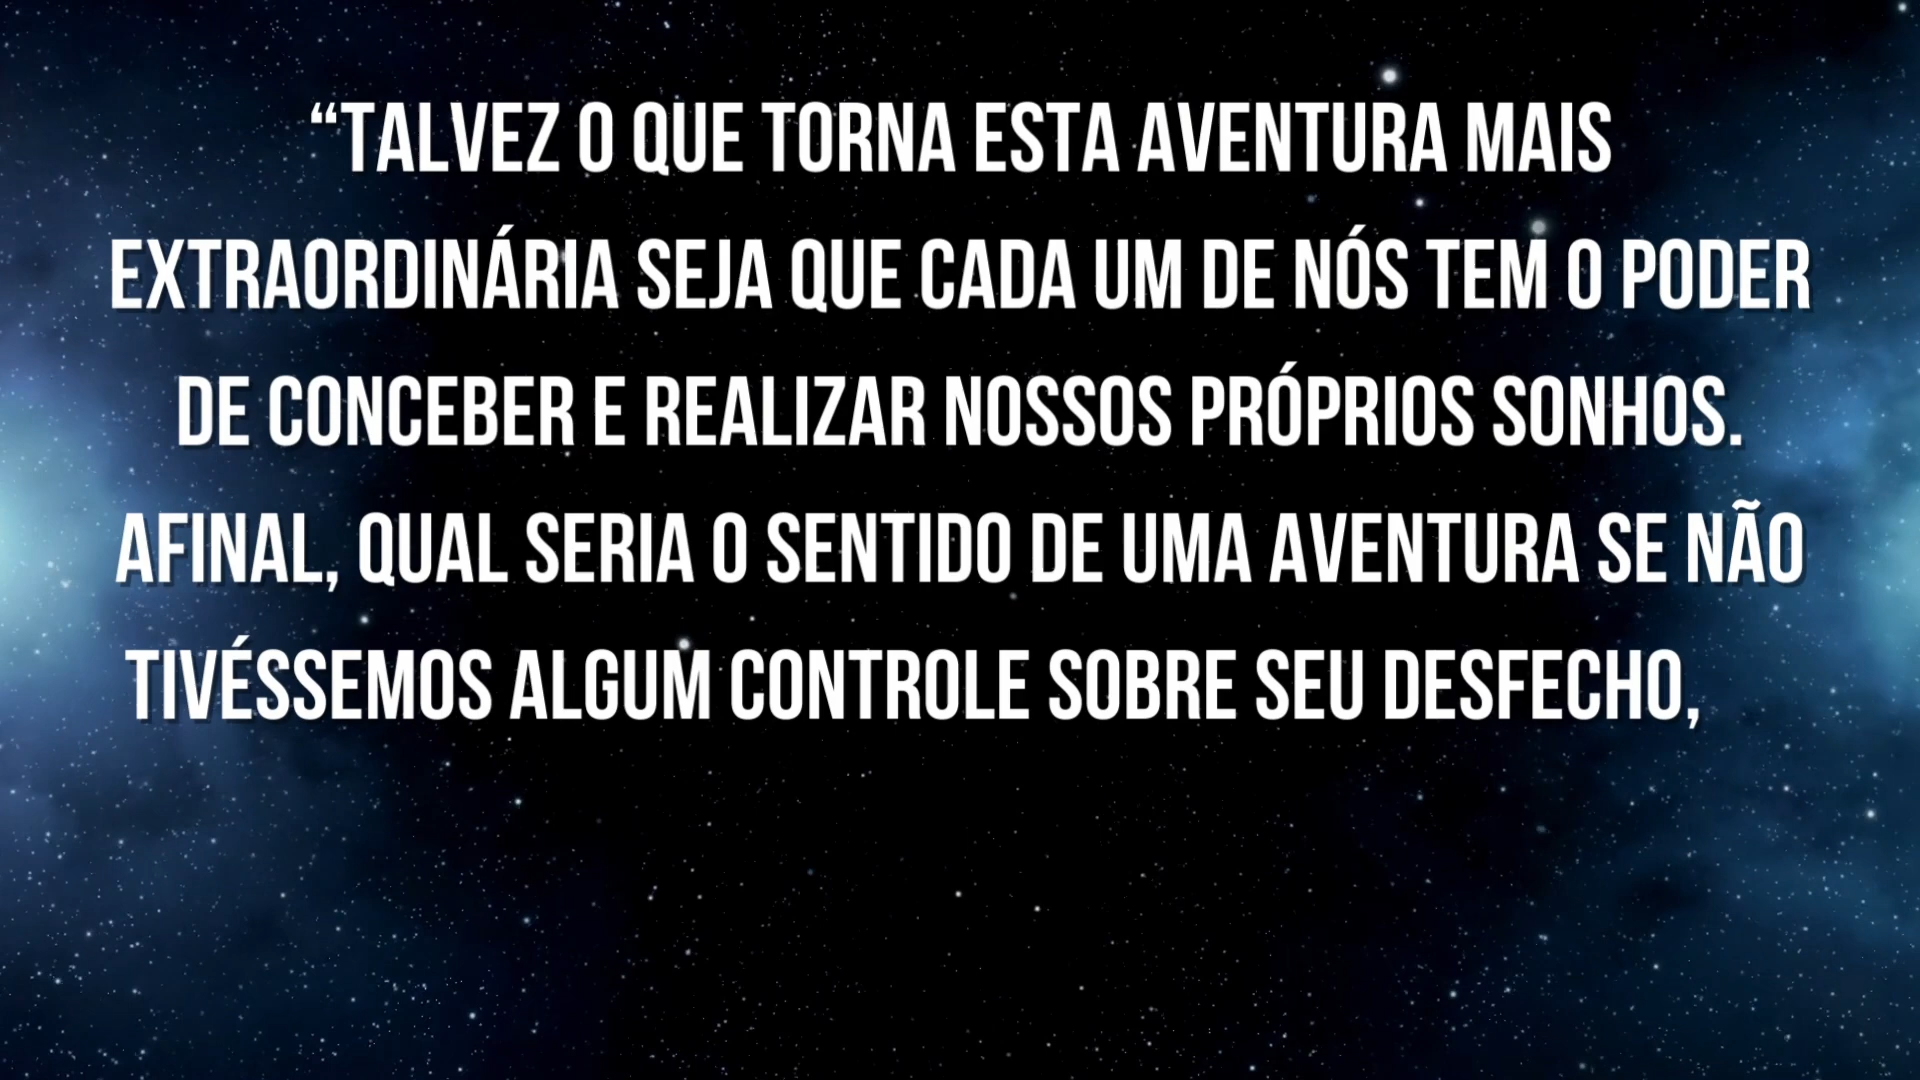 “TALVEZ O QUE TORNA ESTA AVENTURA MAIS
EXTRAORDINÁRIA SEJA QUE CADA UM DE NÓS TEM O PODER
DE CONCEBER E REALIZAR NOSSOS PRÓPRIOS SONHOS.
AFINAL, QUAL SERIA O SENTIDO DE UMA AVENTURA SE NÃO
TIVÉSSEMOS ALGUM CONTROLE SOBRE SEU DESFECHO,